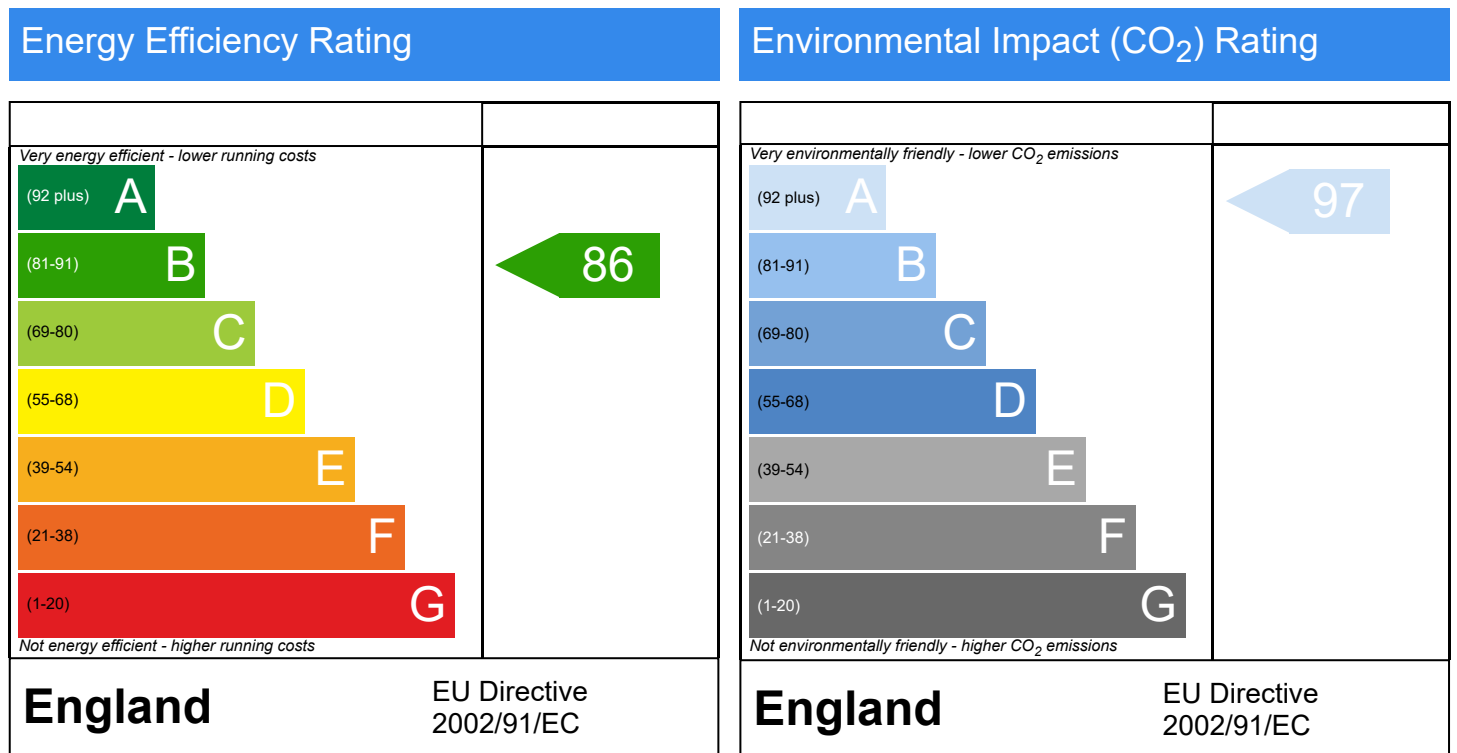 Energy Efficiency Rating
Very energy efficient - lower running costs
(92 plus) A
(81-91) B
86
(69-80) C
(55-68) D
(39-54) E
(21-38) F
(1-20) G
Not energy efficient - higher running costs
England
EU Directive
2002/91/EC
Environmental Impact (CO₂) Rating
Very environmentally friendly - lower CO₂ emissions
(92 plus) A
97
(81-91) B
(69-80) C
(55-68) D
(39-54) E
(21-38) F
(1-20) G
Not environmentally friendly - higher CO₂ emissions
England
EU Directive
2002/91/EC